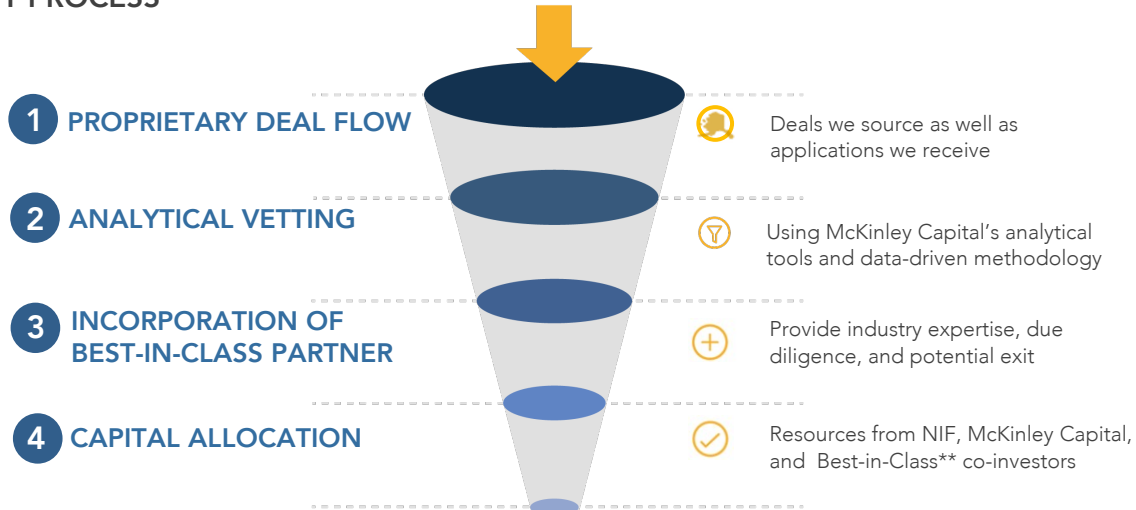 PROCESS
1 PROPRIETARY DEAL FLOW
Deals we source as well as
applications we receive
2 ANALYTICAL VETTING
Using McKinley Capital’s analytical
tools and data-driven methodology
3 INCORPORATION OF
BEST-IN-CLASS PARTNER
Provide industry expertise, due
diligence, and potential exit
4 CAPITAL ALLOCATION
Resources from NIF, McKinley Capital,
and Best-in-Class** co-investors